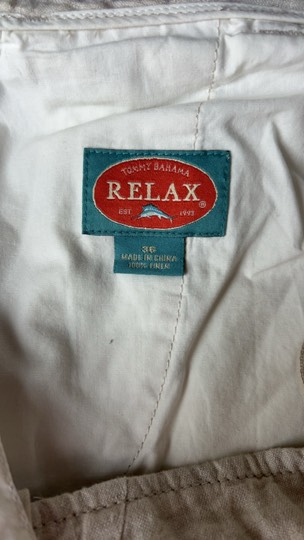 TOMMY BAHAMA
RELAX®
EST. 1993
36
MADE IN CHINA
100% LINEN